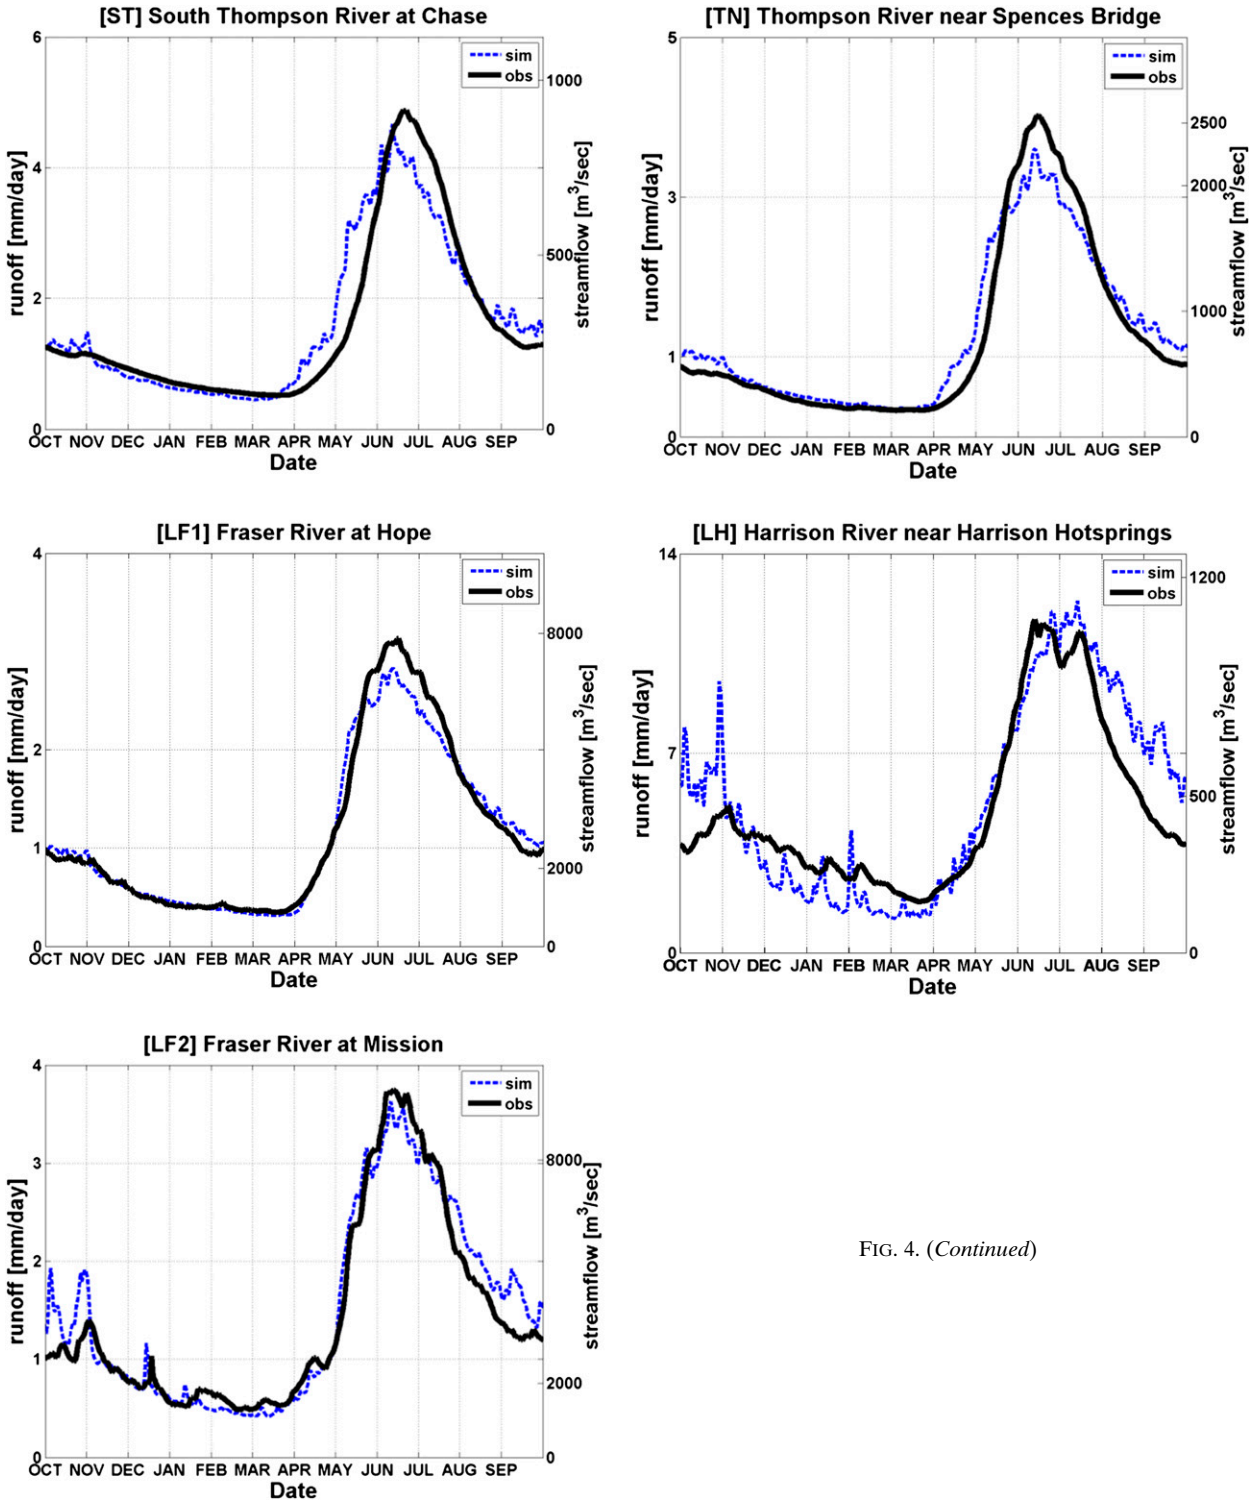 [ST] South Thompson River at Chase
sim
obs
6
4
2
0
1000
500
0
runoff [mm/day]
streamflow [m³/sec]
OCT NOV DEC JAN FEB MAR APR MAY JUN JUL AUG SEP
Date
[TN] Thompson River near Spences Bridge
sim
obs
5
3
1
0
2500
2000
1000
0
runoff [mm/day]
streamflow [m³/sec]
OCT NOV DEC JAN FEB MAR APR MAY JUN JUL AUG SEP
Date
[LF1] Fraser River at Hope
sim
obs
4
2
1
0
8000
2000
0
runoff [mm/day]
streamflow [m³/sec]
OCT NOV DEC JAN FEB MAR APR MAY JUN JUL AUG SEP
Date
[LH] Harrison River near Harrison Hotsprings
sim
obs
14
7
0
1200
500
0
runoff [mm/day]
streamflow [m³/sec]
OCT NOV DEC JAN FEB MAR APR MAY JUN JUL AUG SEP
Date
[LF2] Fraser River at Mission
sim
obs
4
3
2
1
0
8000
2000
0
runoff [mm/day]
streamflow [m³/sec]
OCT NOV DEC JAN FEB MAR APR MAY JUN JUL AUG SEP
Date
FIG. 4. (Continued)